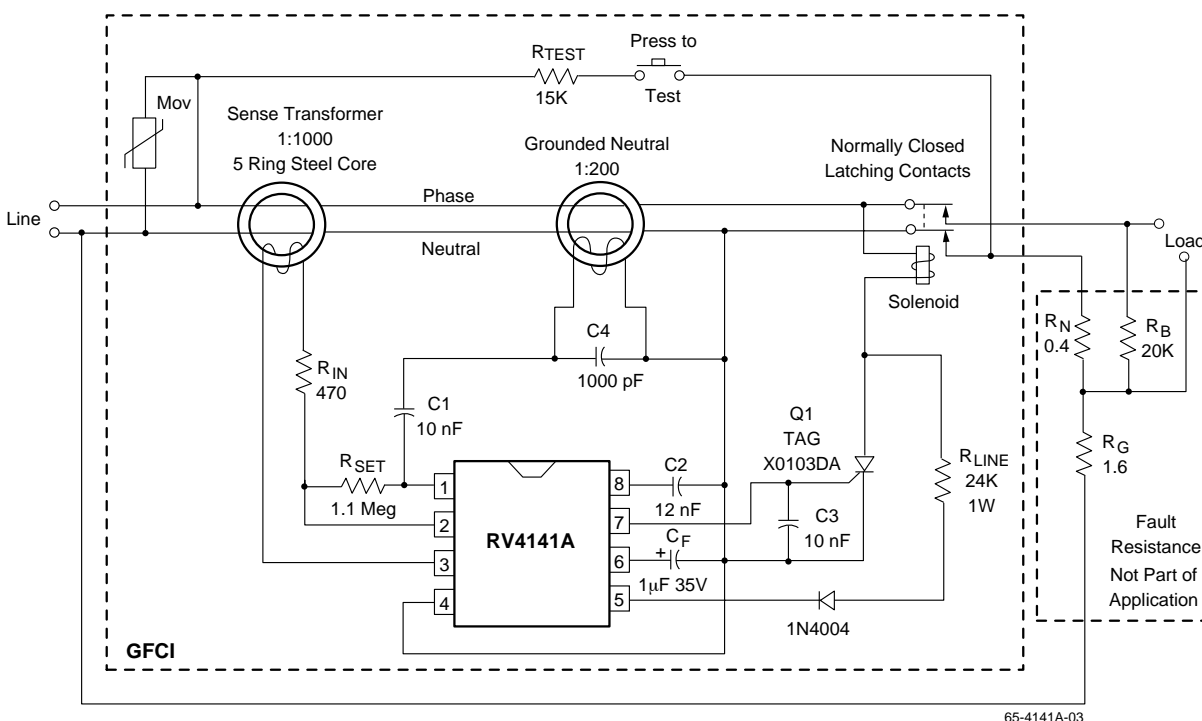 RTEST
15K
Press to
Test
Mov
Sense Transformer
1:1000
5 Ring Steel Core
Grounded Neutral
1:200
Normally Closed
Latching Contacts
Line
Phase
Neutral
Load
Solenoid
RN
0.4
RB
20K
C4
1000 pF
RIN
470
C1
10 nF
Q1
TAG
X0103DA
RG
1.6
RLINE
24K
1W
RSET
1.1 Meg
C2
12 nF
C3
10 nF
RV4141A
1
2
3
4
8
7
6
5
+
CF
1µF 35V
1N4004
Fault
Resistance
Not Part of
Application
GFCI
65-4141A-03